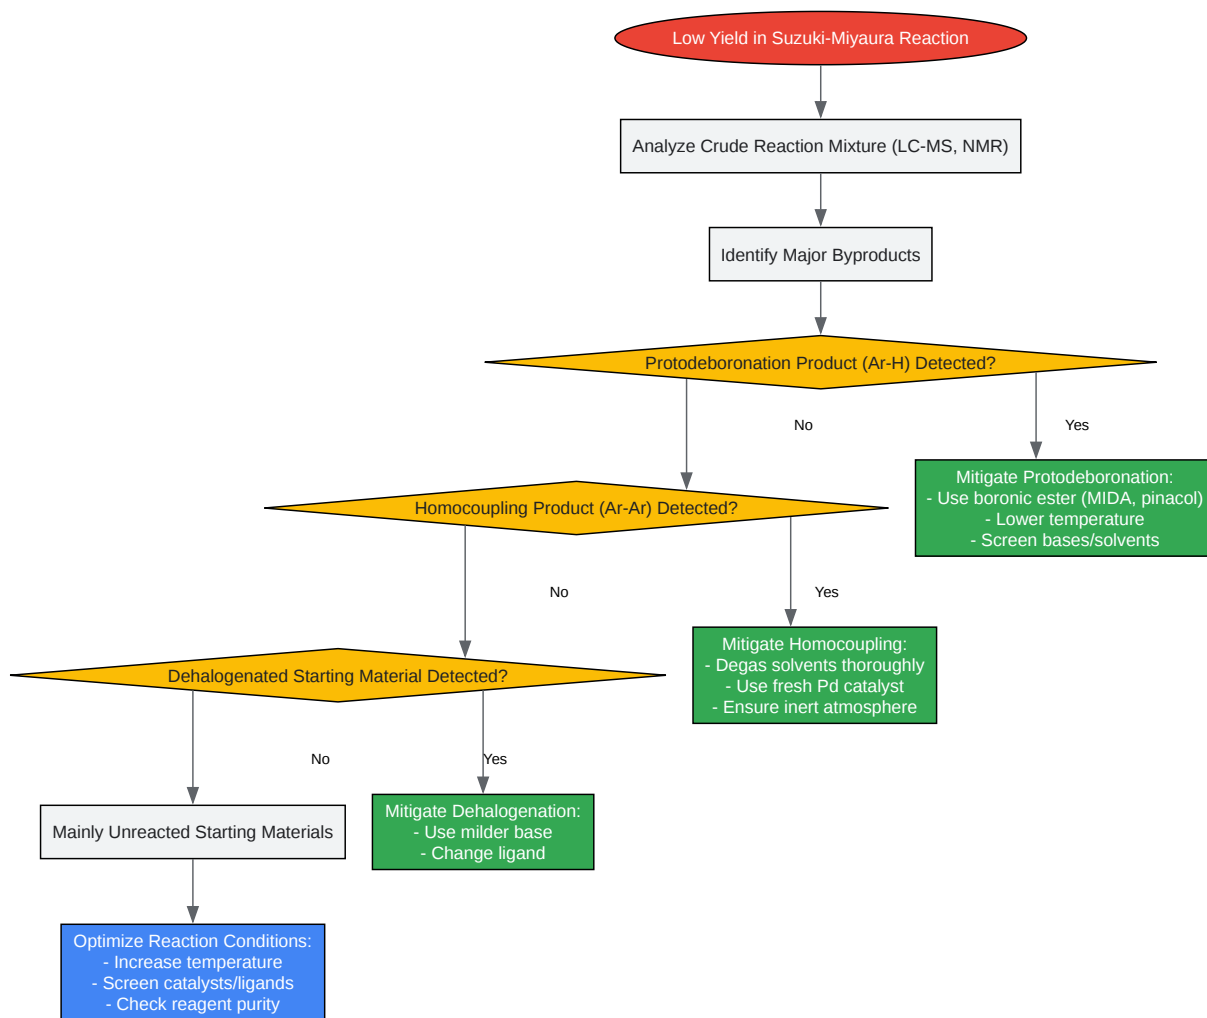 Low Yield in Suzuki-Miyaura Reaction
Analyze Crude Reaction Mixture (LC-MS, NMR)
Identify Major Byproducts
Protodeboronation Product (Ar-H) Detected?
No
Yes
Mitigate Protodeboronation:
- Use boronic ester (MIDA, pinacol)
- Lower temperature
- Screen bases/solvents
Homocoupling Product (Ar-Ar) Detected?
No
Yes
Mitigate Homocoupling:
- Degas solvents thoroughly
- Use fresh Pd catalyst
- Ensure inert atmosphere
Dehalogenated Starting Material Detected?
No
Yes
Mitigate Dehalogenation:
- Use milder base
- Change ligand
Mainly Unreacted Starting Materials
Optimize Reaction Conditions:
- Increase temperature
- Screen catalysts/ligands
- Check reagent purity